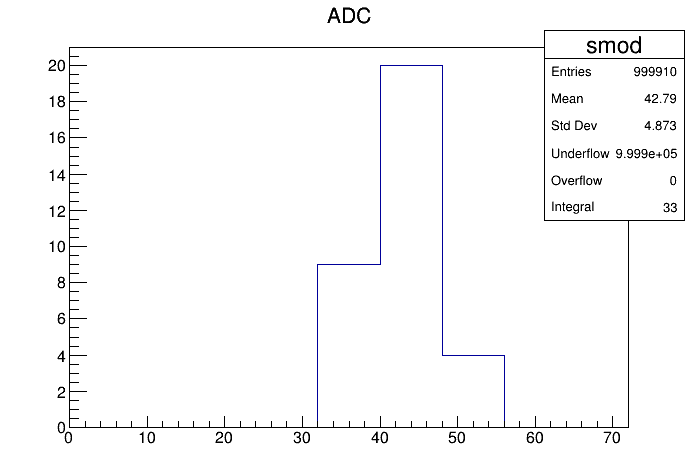 ADC
smod
Entries 999910
Mean 42.79
Std Dev 4.873
Underflow 9.999e+05
Overflow 0
Integral 33
20
18
16
14
12
10
8
6
4
2
0
0 10 20 30 40 50 60 70